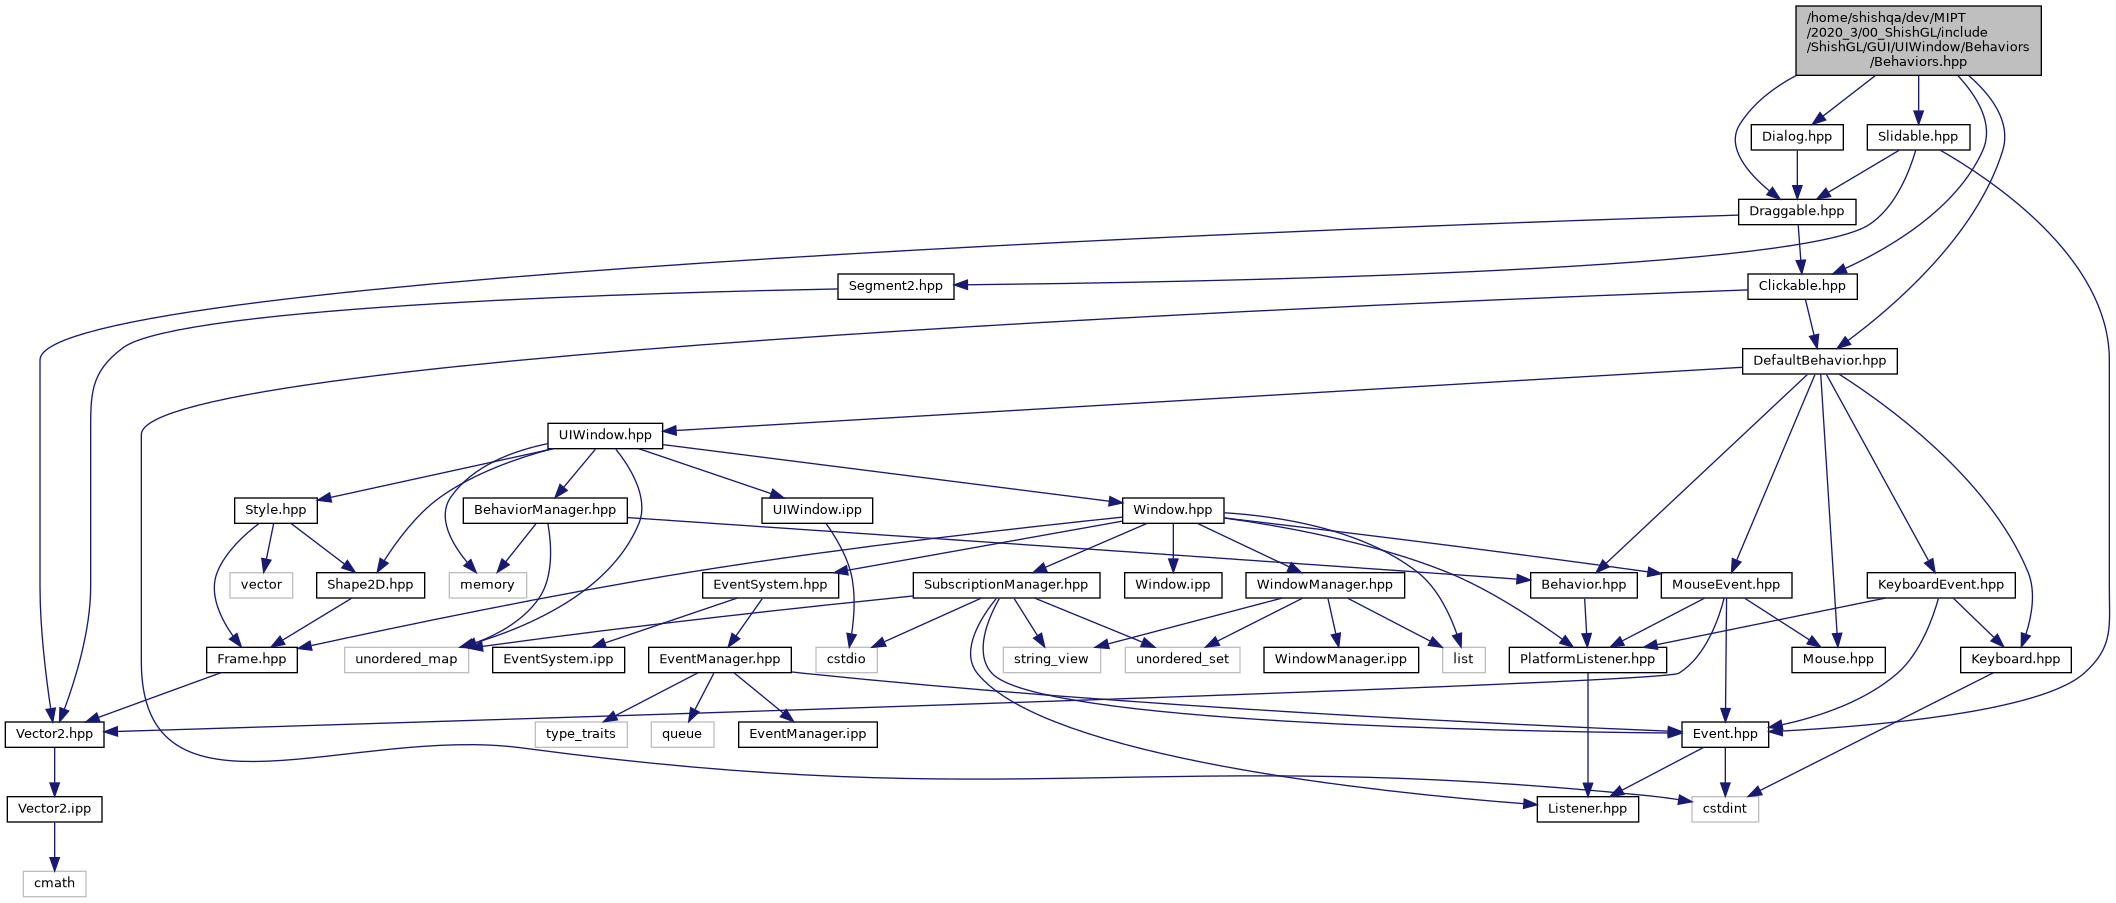 /home/shishqa/dev/MIPT
/2020_3/00_ShishGL/include
/ShishGL/GUI/UIWindow/Behaviors
/Behaviors.hpp
Dialog.hpp
Slidable.hpp
Draggable.hpp
Segment2.hpp
Clickable.hpp
DefaultBehavior.hpp
UIWindow.hpp
Style.hpp
BehaviorManager.hpp
UIWindow.ipp
Window.hpp
vector
Shape2D.hpp
memory
EventSystem.hpp
SubscriptionManager.hpp
Window.ipp
WindowManager.hpp
Behavior.hpp
MouseEvent.hpp
KeyboardEvent.hpp
Frame.hpp
unordered_map
EventSystem.ipp
EventManager.hpp
cstdio
string_view
unordered_set
WindowManager.ipp
list
PlatformListener.hpp
Mouse.hpp
Keyboard.hpp
Vector2.hpp
type_traits
queue
EventManager.ipp
Event.hpp
Vector2.ipp
Listener.hpp
cstdint
cmath